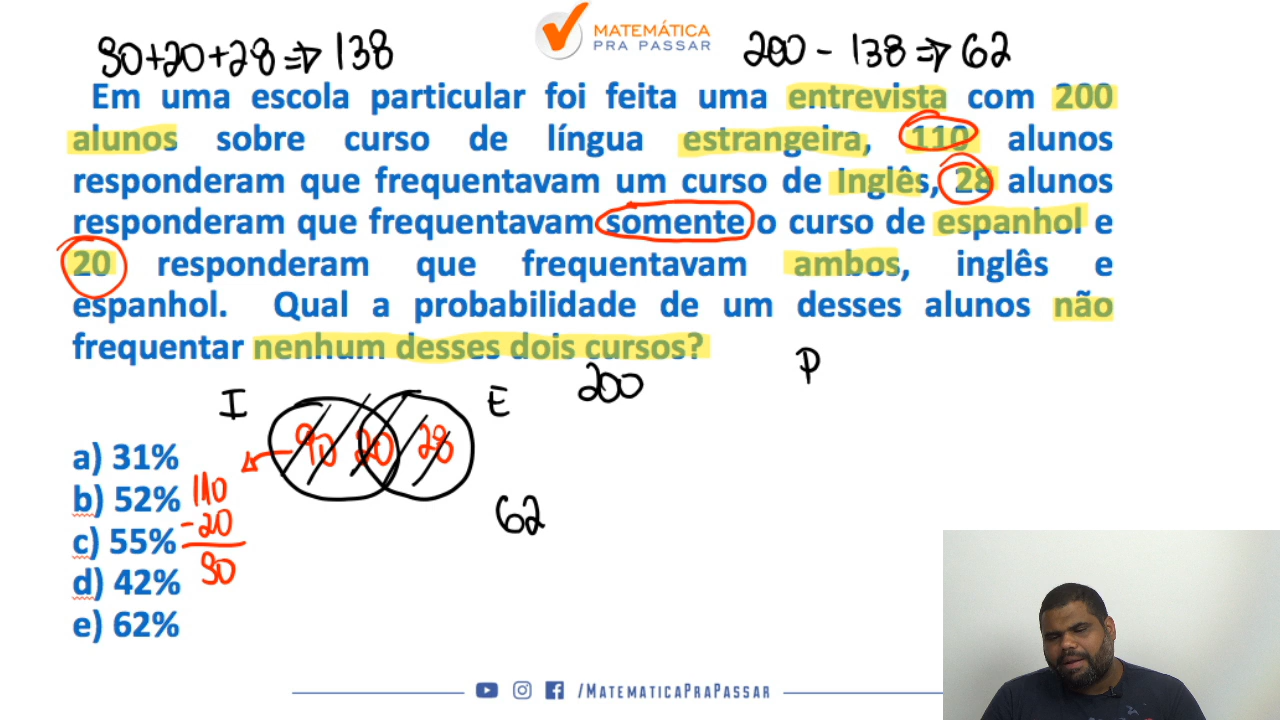 90+20+28⇒138
MATEMÁTICA
PRA PASSAR
200 - 138⇒62
Em uma escola particular foi feita uma entrevista com 200
alunos sobre curso de língua estrangeira, 110 alunos
responderam que frequentavam um curso de inglês, 28 alunos
responderam que frequentavam somente o curso de espanhol e
20 responderam que frequentavam ambos, inglês e
espanhol. Qual a probabilidade de um desses alunos não
frequentar nenhum desses dois cursos?
200
P
I
E
90 20 28
a) 31%
b) 52%
c) 55%
d) 42%
e) 62%
110
-20
90
62
/MatematicaPraPassar